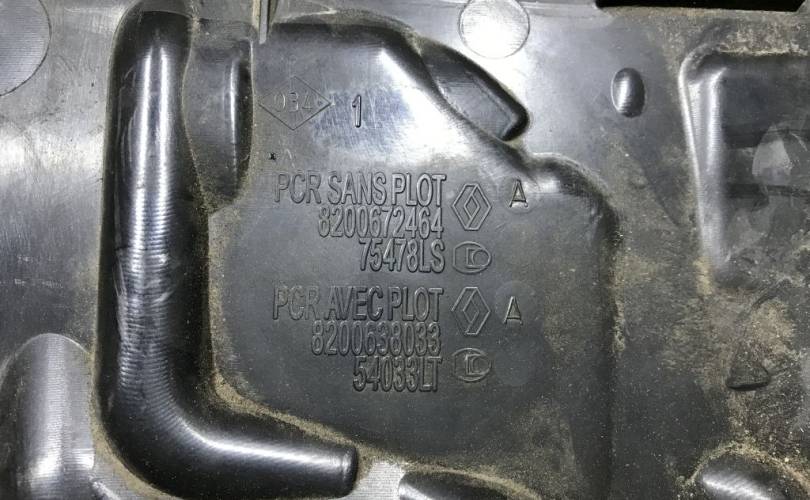 034
1
PCR SANS PLOT A
8200672464
75478LS
PCR AVEC PLOT A
8200638033
54033LT